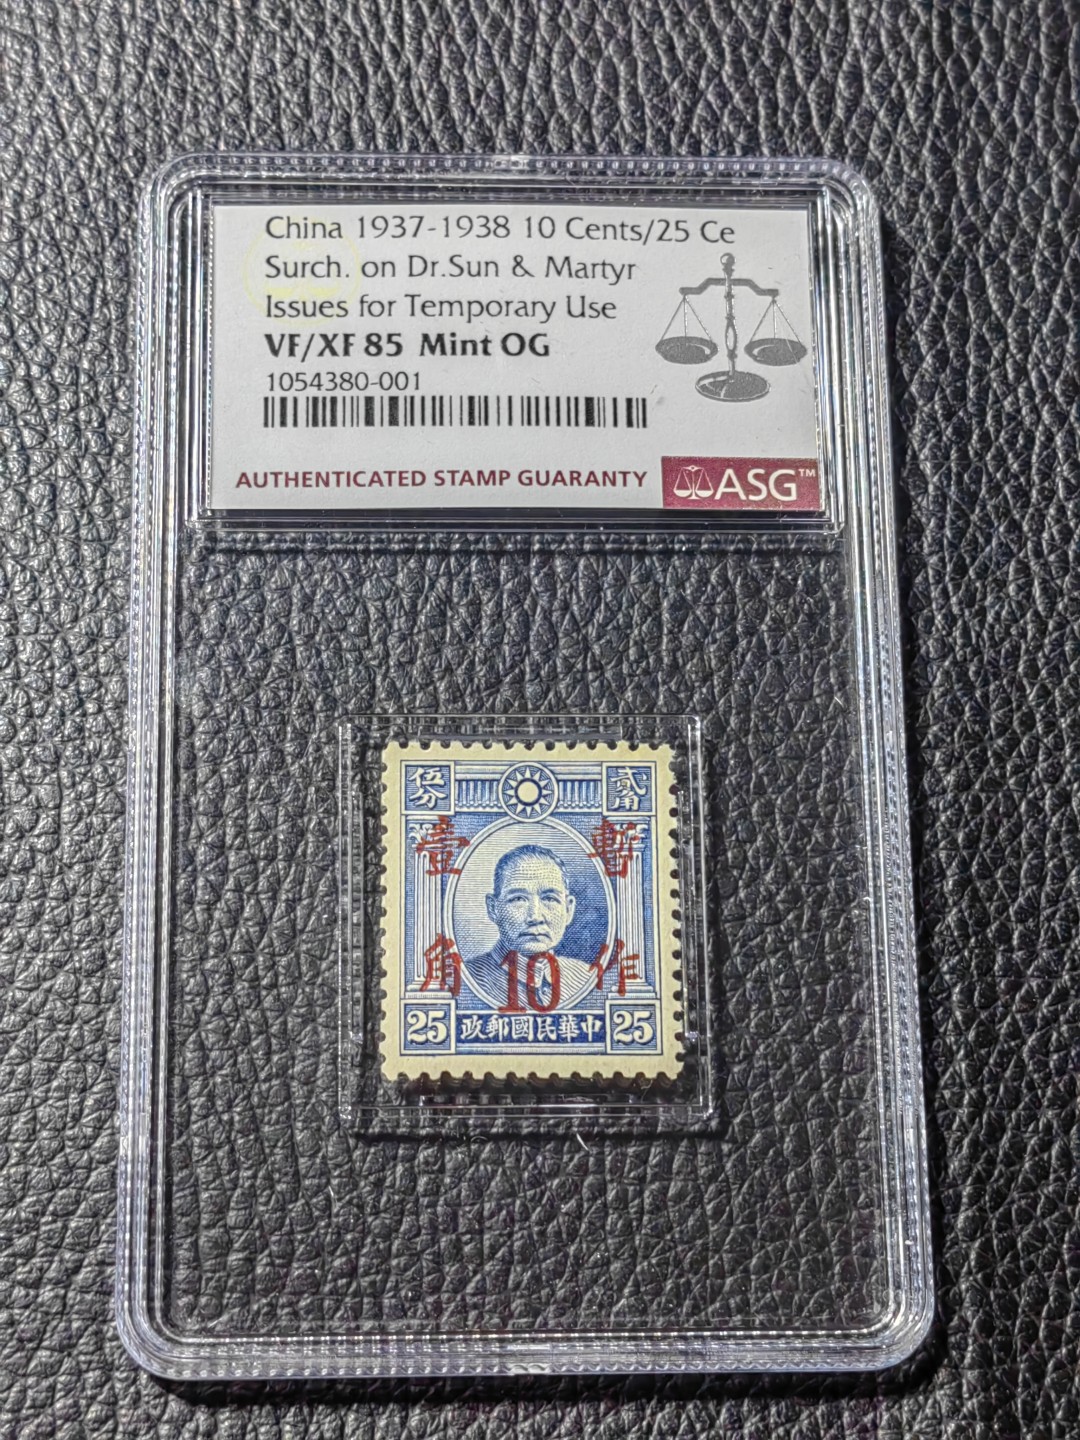 China 1937-1938 10 Cents/25 Ce
Surch. on Dr.Sun & Martyr
Issues for Temporary Use
VF/XF 85 Mint OG
1054380-001
AUTHENTICATED STAMP GUARANTY
ASG™
伍分
貳角
壹角
暫作
10
25
政郵國民華中
25